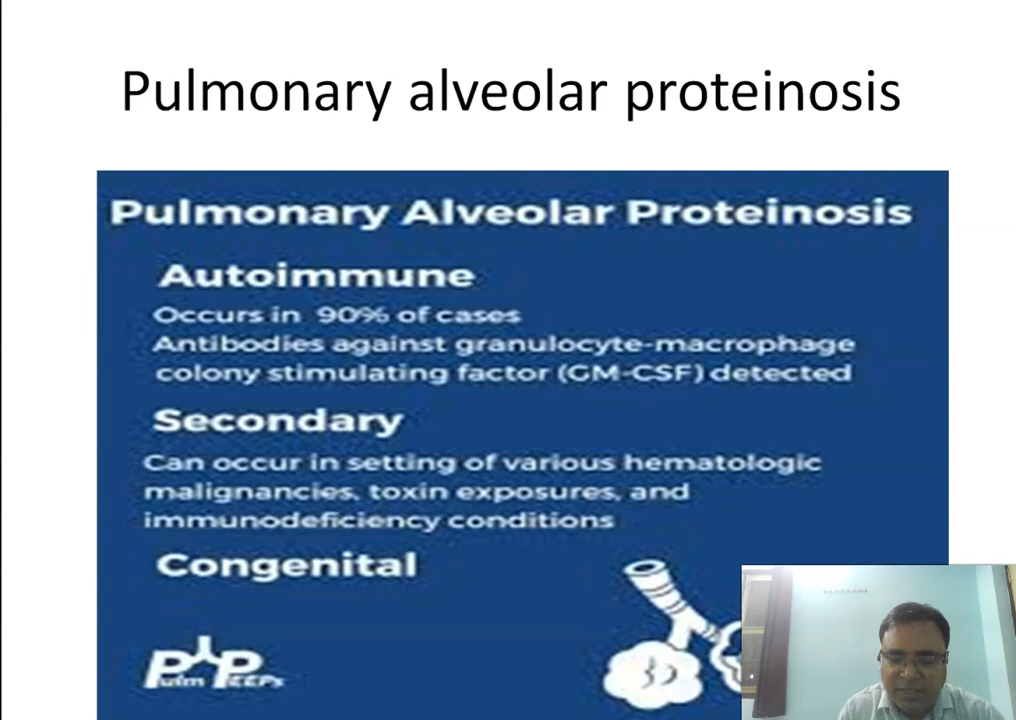 Pulmonary alveolar proteinosis
Pulmonary Alveolar Proteinosis
Autoimmune
Occurs in 90% of cases
Antibodies against granulocyte-macrophage
colony stimulating factor (GM-CSF) detected
Secondary
Can occur in setting of various hematologic
malignancies, toxin exposures, and
immunodeficiency conditions
Congenital
Pulm PEEPs